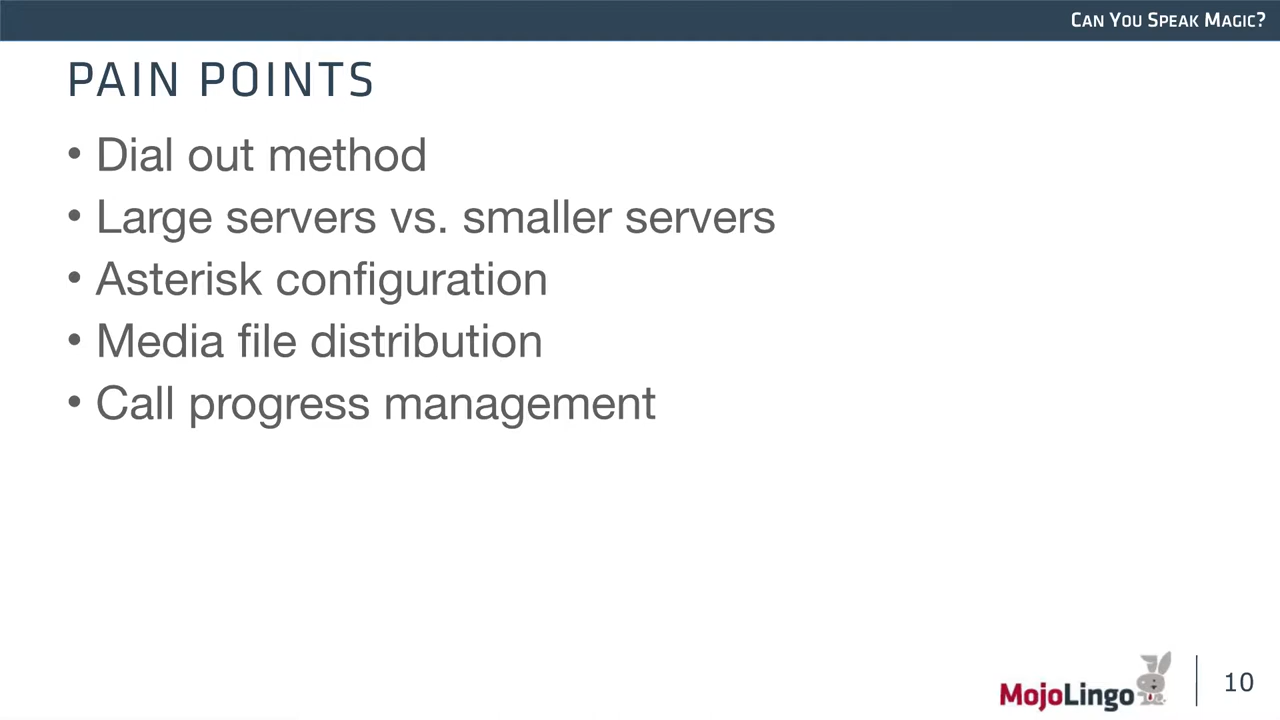 Can You Speak Magic?
PAIN POINTS
• Dial out method
• Large servers vs. smaller servers
• Asterisk configuration
• Media file distribution
• Call progress management
MojoLingo
10